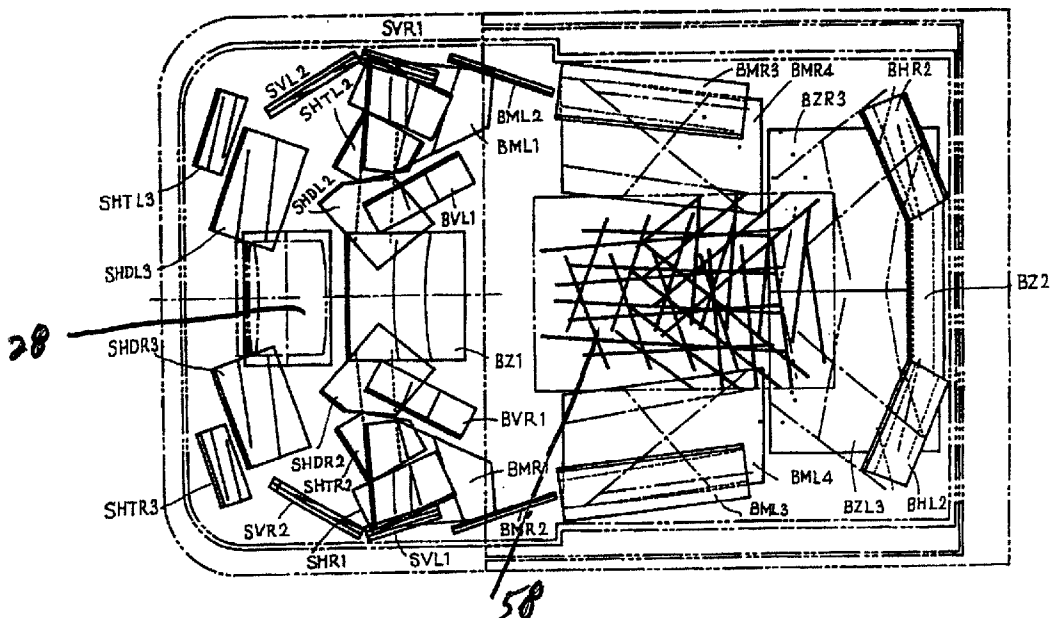 SVR1
SVL2
SHTL2
BML2
BML1
BMR3
BMR4
BZR3
BHR2
SHTL3
SHDL2
BVL1
SHDL3
BZ2
28
SHDR3
BZ1
BVR1
SHDR2
SHTR2
BMR1
SHTR3
SVR2
SHR1
SVL1
BMR2
BML3
BML4
BZL3
BHL2
58